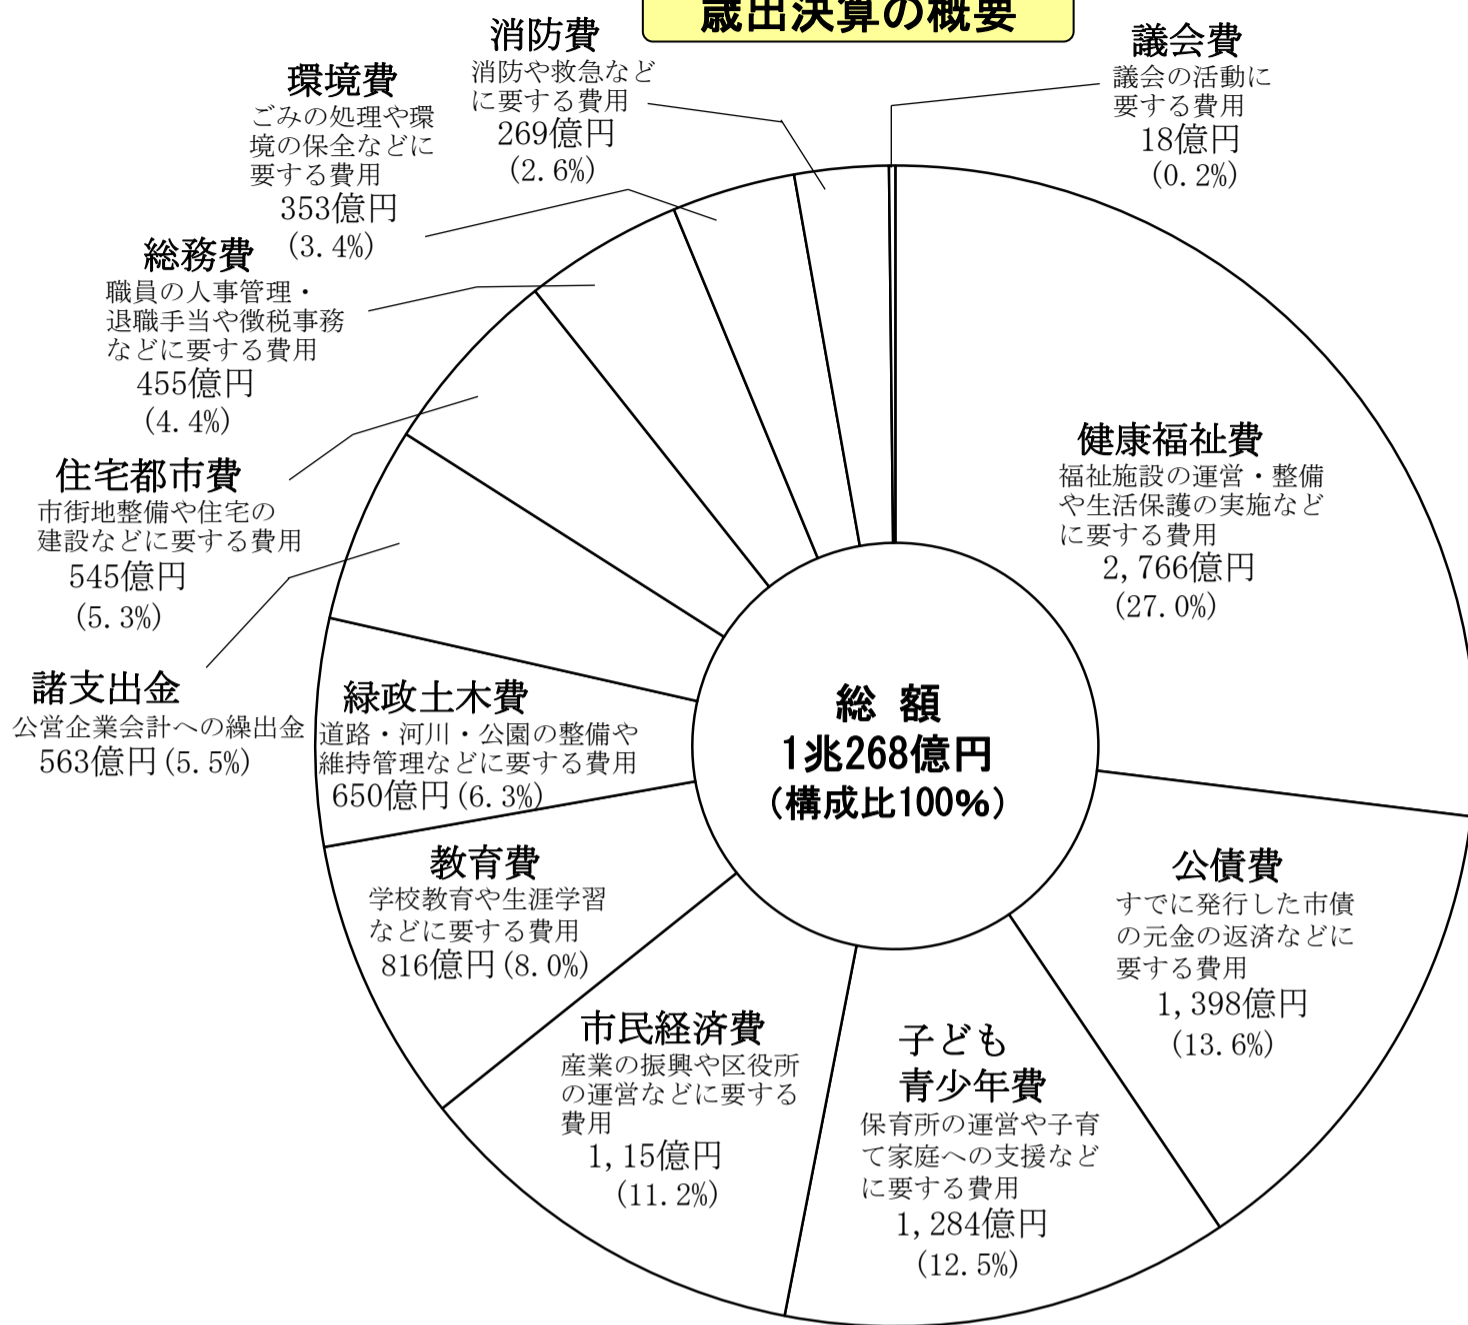 歳出決算の概要
議会費
議会の活動に
要する費用
18億円
(0.2%)
消防費
消防や救急など
に要する費用
269億円
(2.6%)
環境費
ごみの処理や環
境の保全などに
要する費用
353億円
(3.4%)
総務費
職員の人事管理・
退職手当や徴税事務
などに要する費用
455億円
(4.4%)
住宅都市費
市街地整備や住宅の
建設などに要する費用
545億円
(5.3%)
諸支出金
公営企業会計への繰出金
563億円(5.5%)
緑政土木費
道路・河川・公園の整備や
維持管理などに要する費用
650億円(6.3%)
教育費
学校教育や生涯学習
などに要する費用
816億円(8.0%)
市民経済費
産業の振興や区役所
の運営などに要する
費用
1,15億円
(11.2%)
子ども
青少年費
保育所の運営や子育
て家庭への支援など
に要する費用
1,284億円
(12.5%)
公債費
すでに発行した市債
の元金の返済などに
要する費用
1,398億円
(13.6%)
健康福祉費
福祉施設の運営・整備
や生活保護の実施など
に要する費用
2,766億円
(27.0%)
総 額
1兆268億円
(構成比100%)